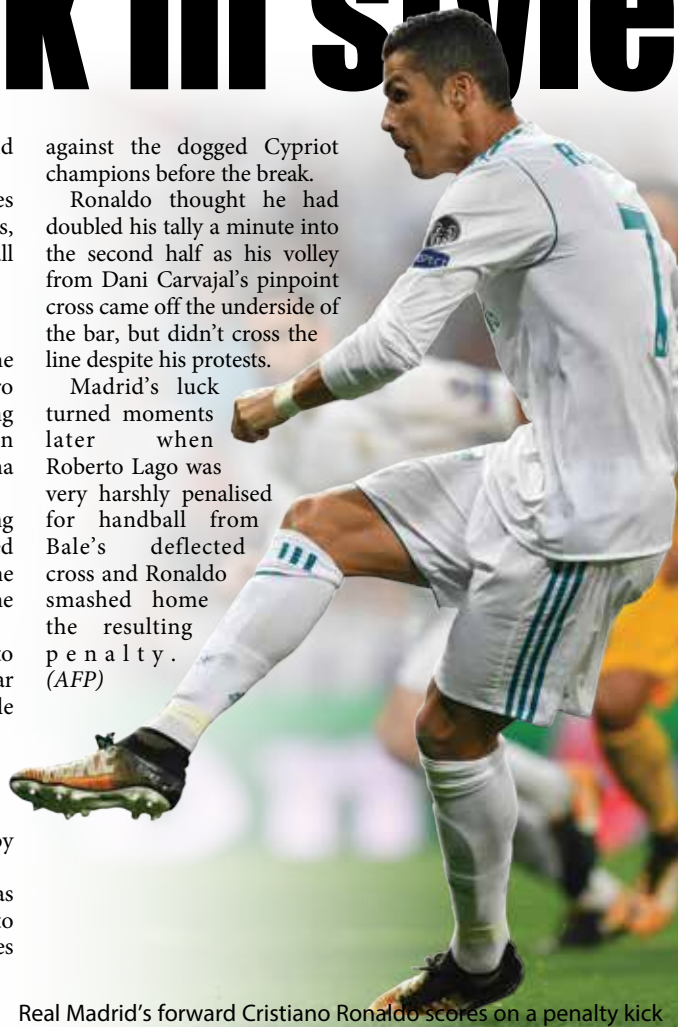 k in style
against the dogged Cypriot
champions before the break.
Ronaldo thought he had
doubled his tally a minute into
the second half as his volley
from Dani Carvajal’s pinpoint
cross came off the underside of
the bar, but didn’t cross the
line despite his protests.
Madrid’s luck
turned moments
later when
Roberto Lago was
very harshly penalised
for handball from
Bale’s deflected
cross and Ronaldo
smashed home
the resulting
penalty.
(AFP)
7
Real Madrid’s forward Cristiano Ronaldo scores on a penalty kick